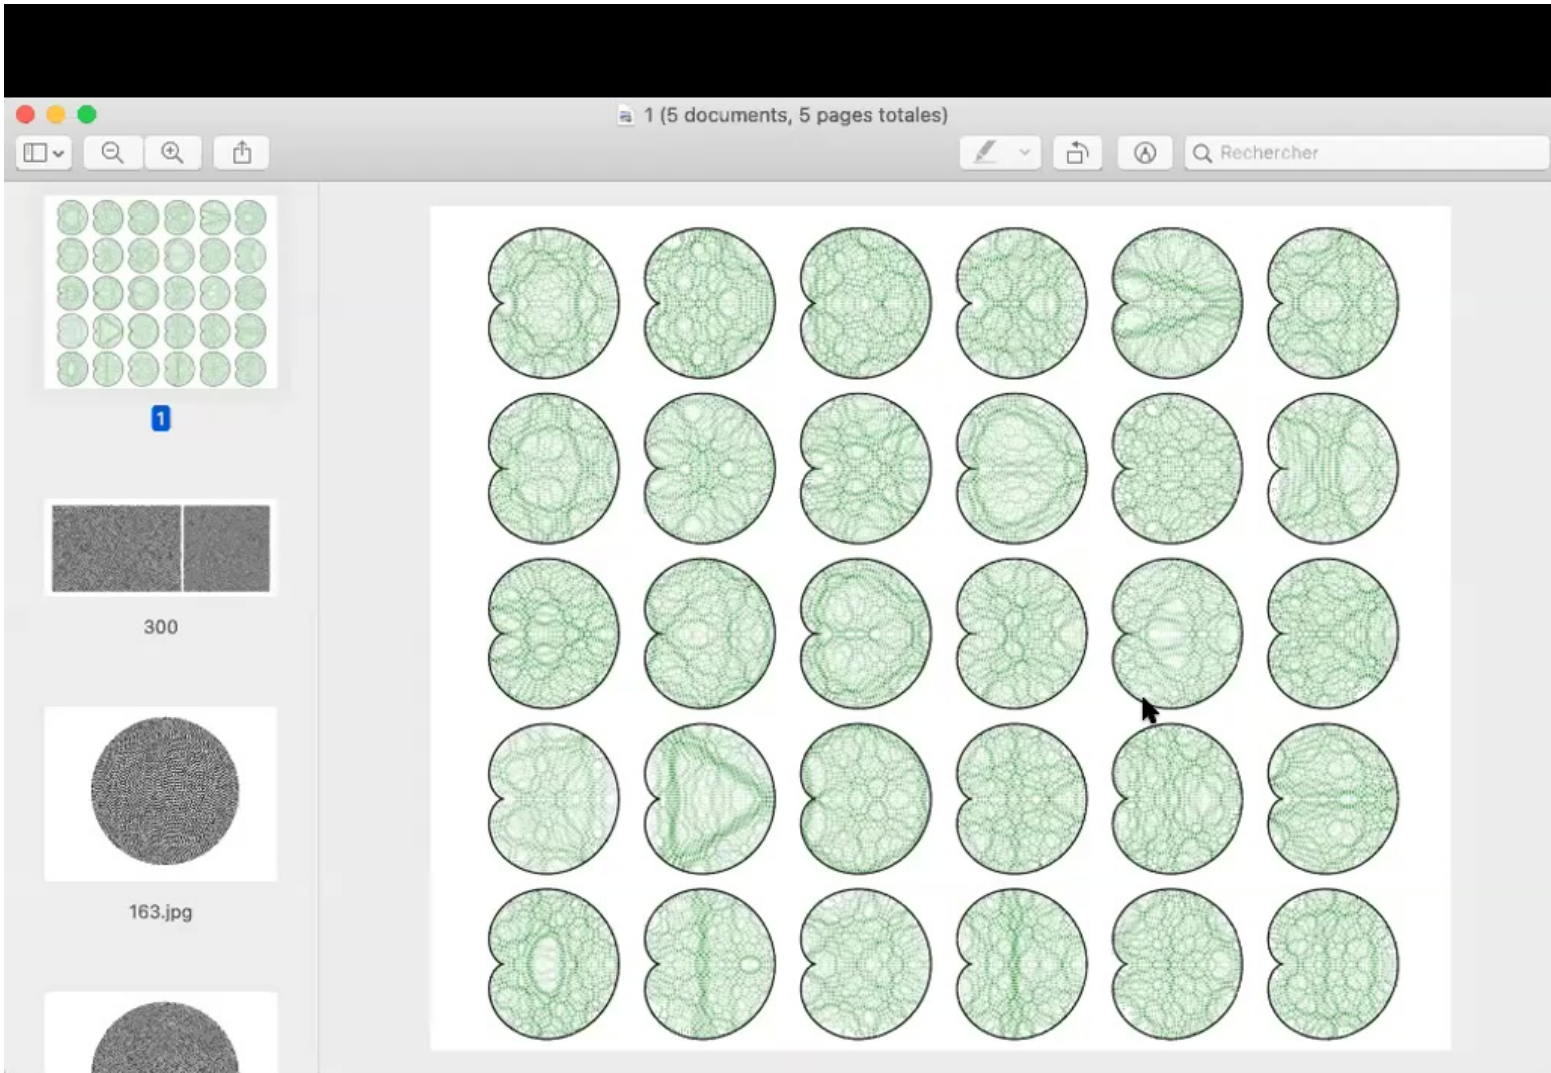 1 (5 documents, 5 pages totales)
Rechercher
1
300
163.jpg